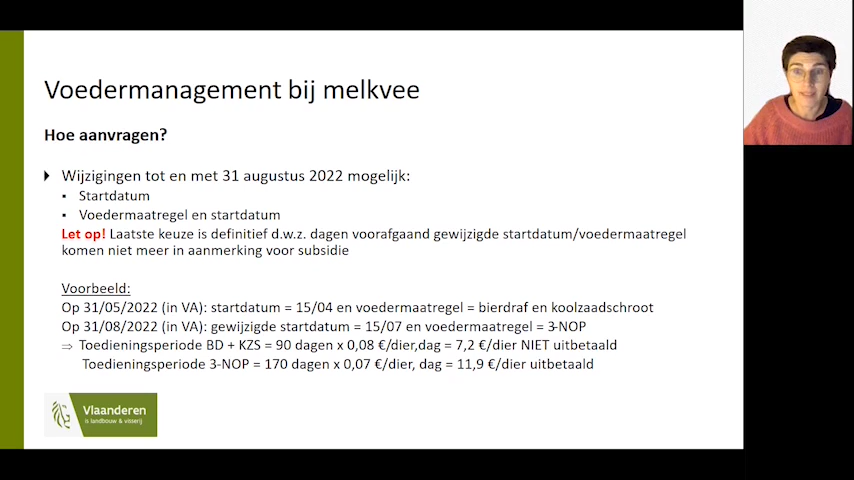 Voedermanagement bij melkvee
Hoe aanvragen?
Wijzigingen tot en met 31 augustus 2022 mogelijk:
▪ Startdatum
▪ Voedermaatregel en startdatum
Let op! Laatste keuze is definitief d.w.z. dagen voorafgaand gewijzigde startdatum/voedermaatregel
komen niet meer in aanmerking voor subsidie
Voorbeeld:
Op 31/05/2022 (in VA): startdatum = 15/04 en voedermaatregel = bierdraf en koolzaadschroot
Op 31/08/2022 (in VA): gewijzigde startdatum = 15/07 en voedermaatregel = 3-NOP
⇒ Toedieningsperiode BD + KZS = 90 dagen x 0,08 €/dier,dag = 7,2 €/dier NIET uitbetaald
Toedieningsperiode 3-NOP = 170 dagen x 0,07 €/dier, dag = 11,9 €/dier uitbetaald
Vlaanderen
is landbouw & visserij